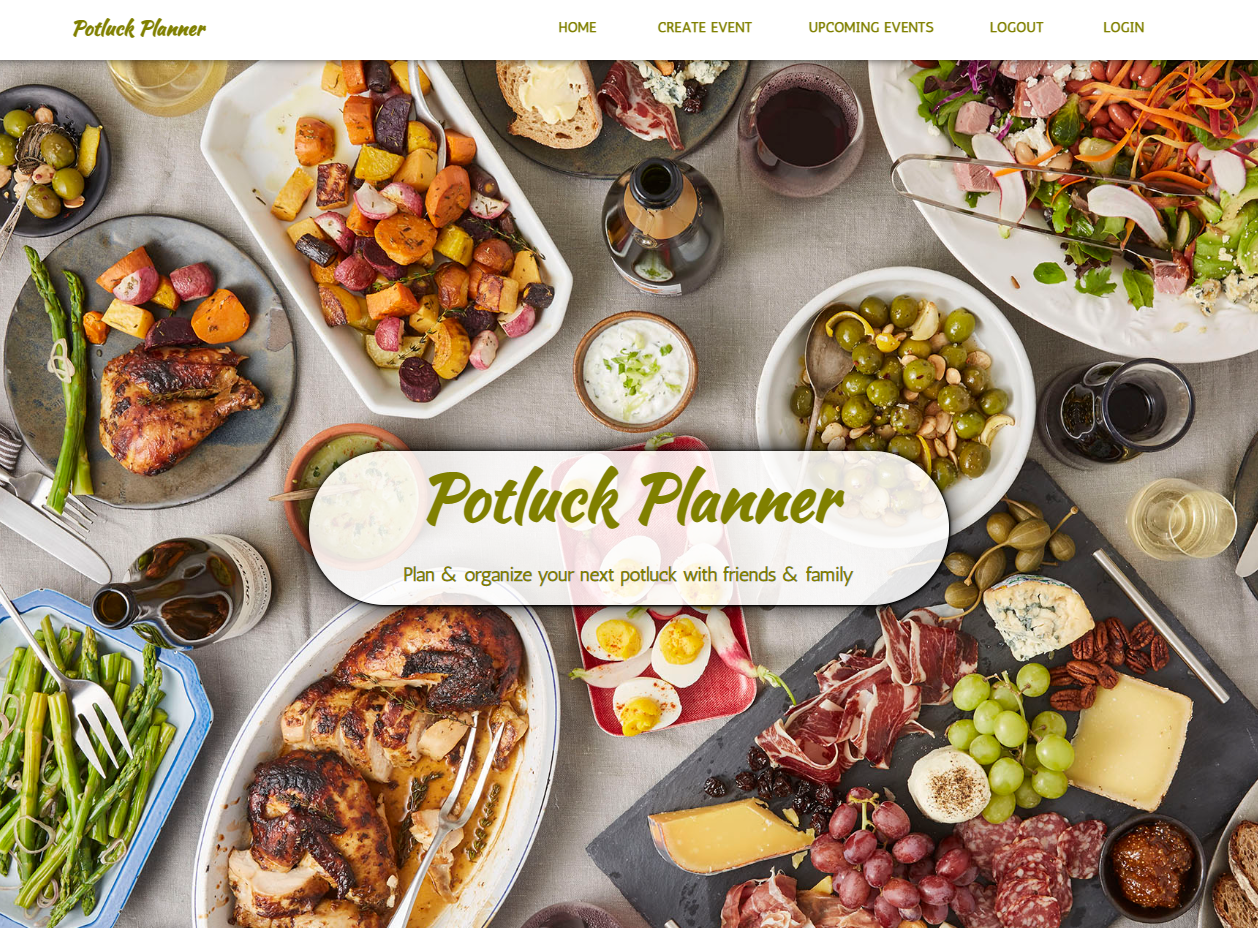 Potluck Planner
HOME
CREATE EVENT
UPCOMING EVENTS
LOGOUT
LOGIN
Potluck Planner
Plan & organize your next potluck with friends & family